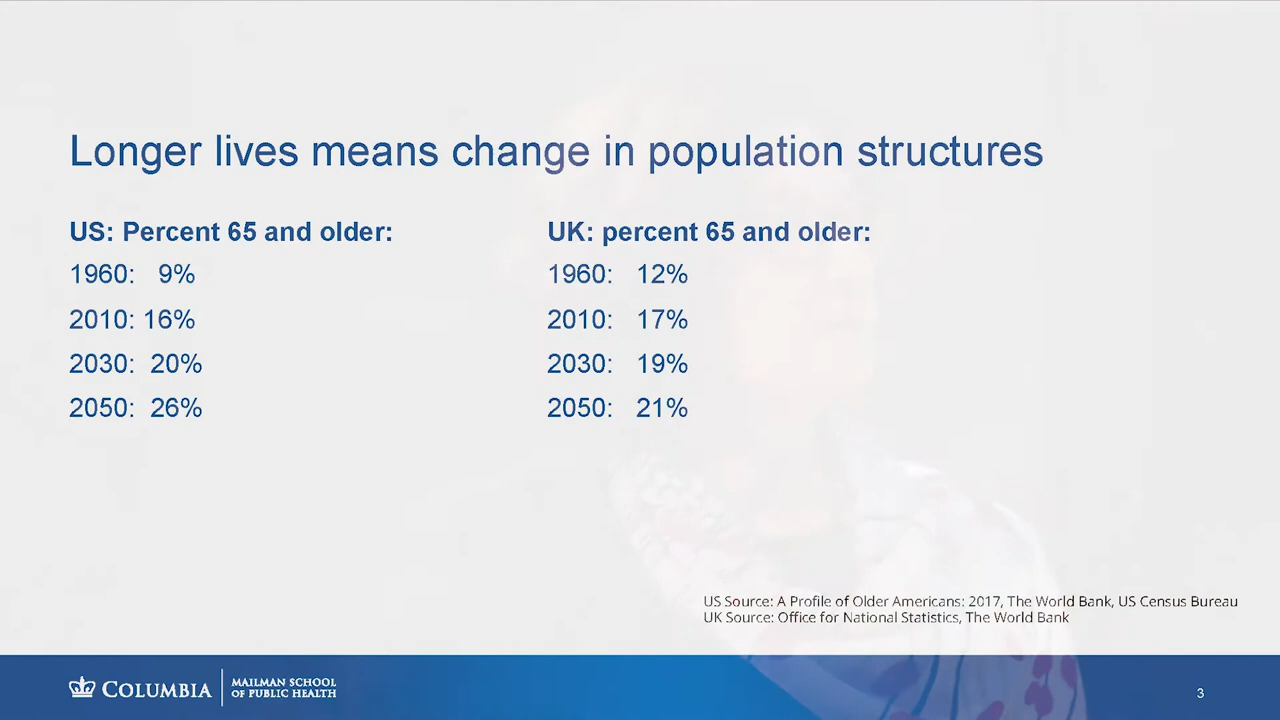 Longer lives means change in population structures
US: Percent 65 and older:
1960: 9%
2010: 16%
2030: 20%
2050: 26%
UK: percent 65 and older:
1960: 12%
2010: 17%
2030: 19%
2050: 21%
US Source: A Profile of Older Americans: 2017, The World Bank, US Census Bureau
UK Source: Office for National Statistics, The World Bank
COLUMBIA
MAILMAN SCHOOL
OF PUBLIC HEALTH
3